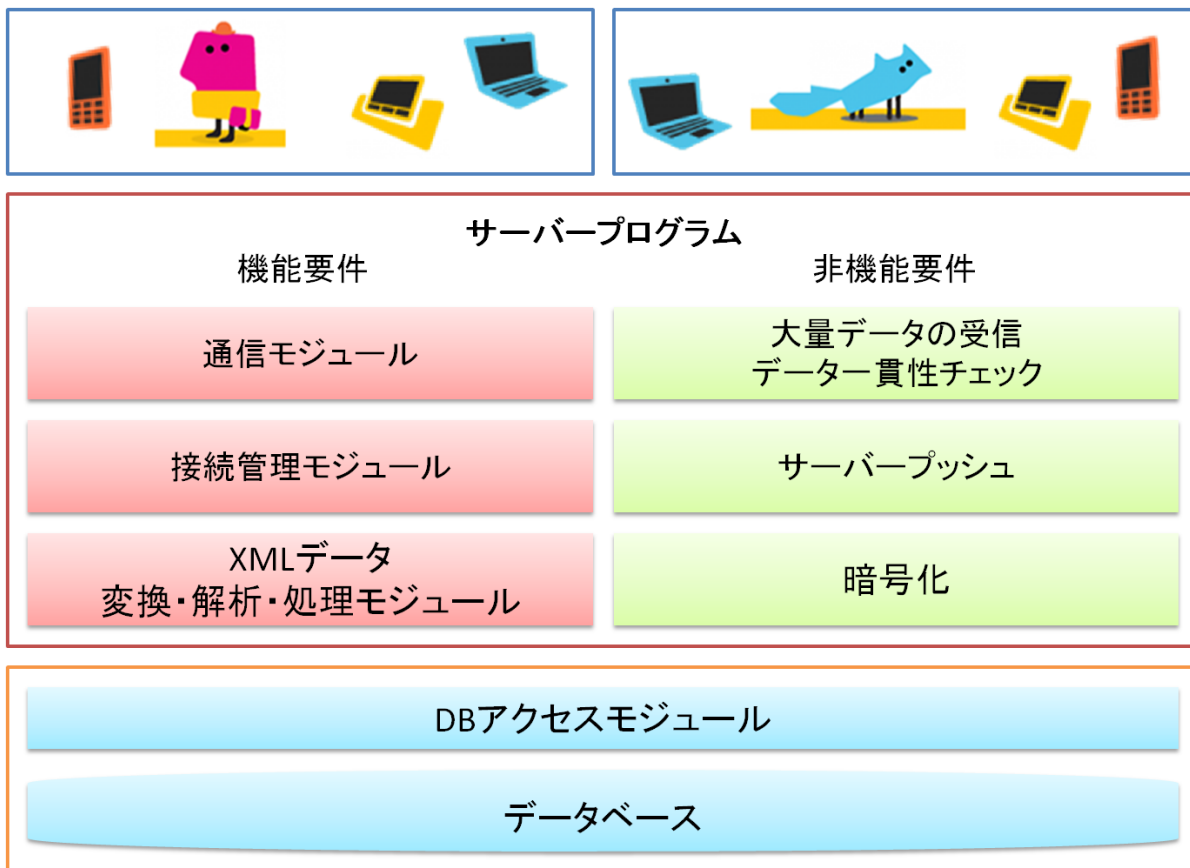 サーバープログラム
機能要件
非機能要件
通信モジュール
大量データの受信
データ一貫性チェック
接続管理モジュール
サーバープッシュ
XMLデータ
変換・解析・処理モジュール
暗号化
DBアクセスモジュール
データベース